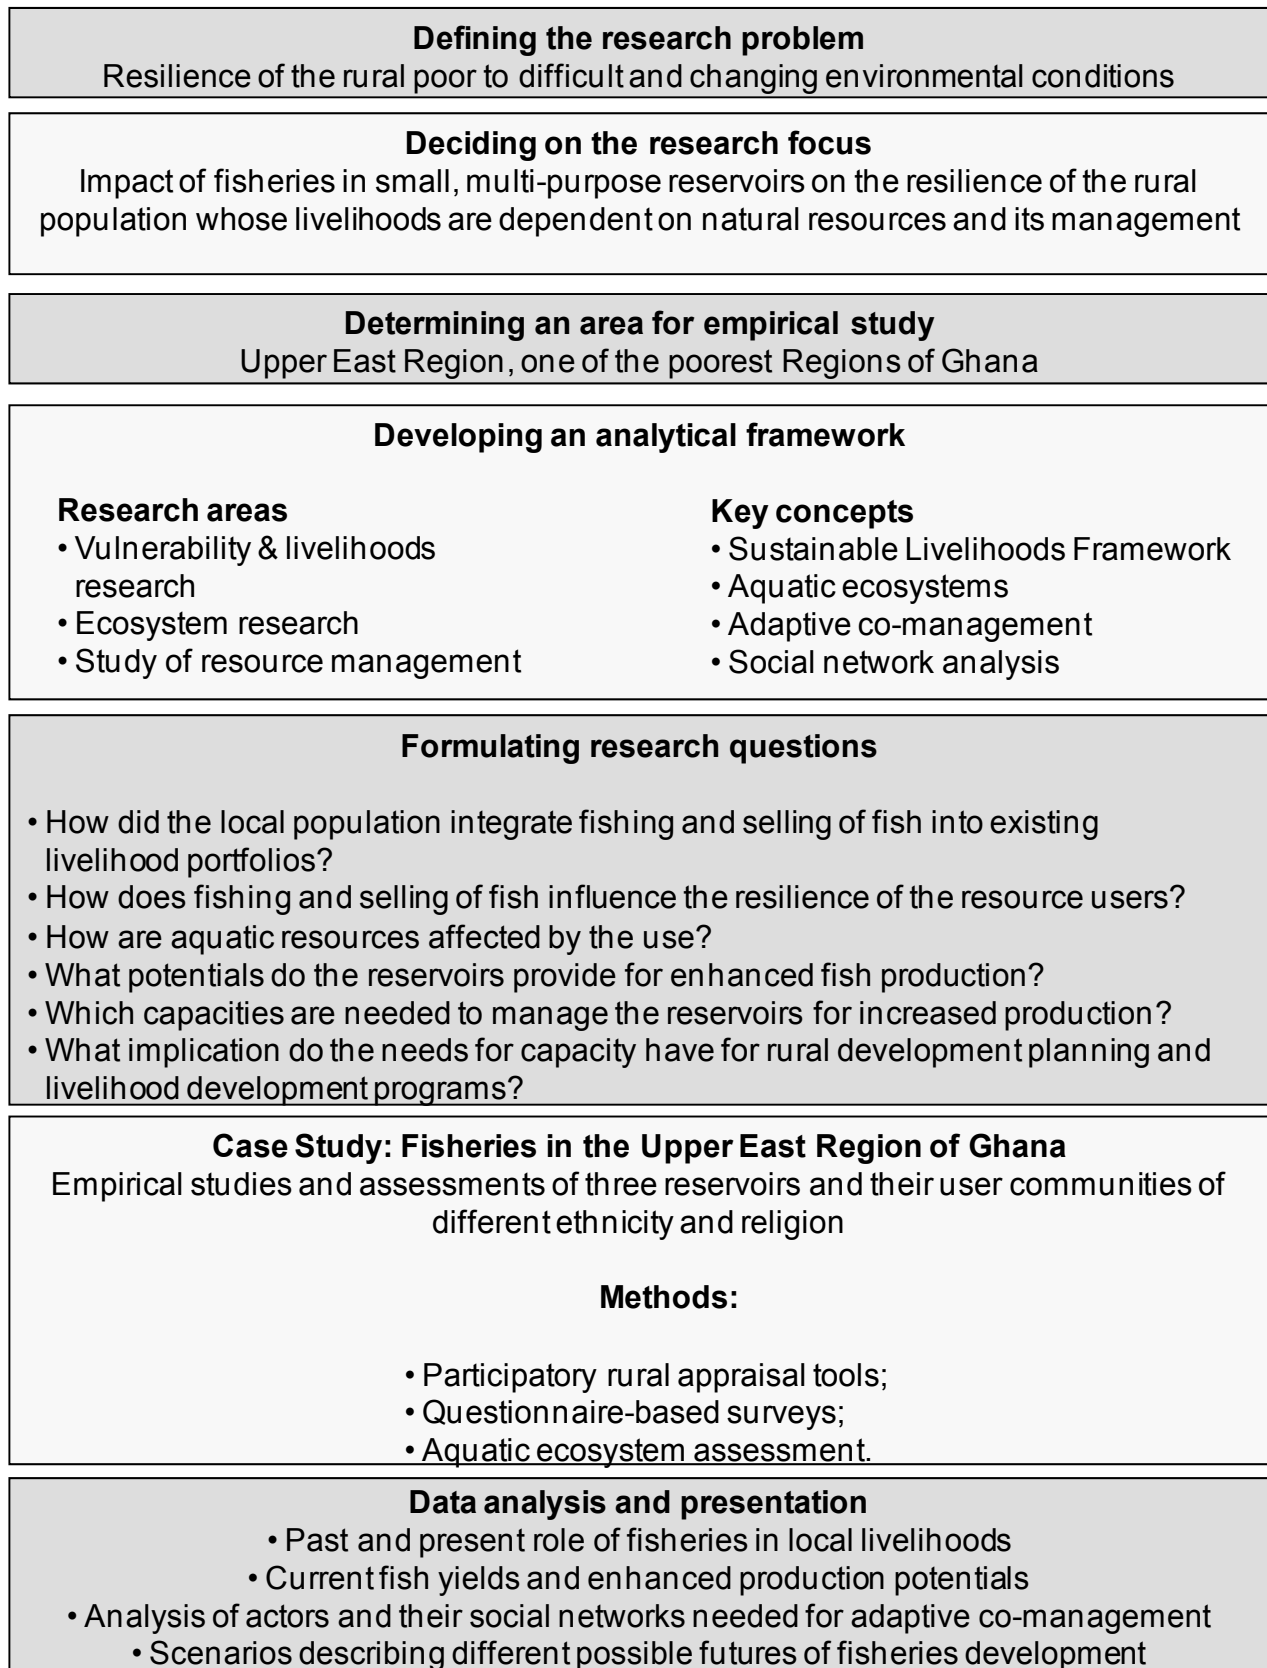 Defining the research problem
Resilience of the rural poor to difficult and changing environmental conditions
Deciding on the research focus
Impact of fisheries in small, multi-purpose reservoirs on the resilience of the rural
population whose livelihoods are dependent on natural resources and its management
Determining an area for empirical study
Upper East Region, one of the poorest Regions of Ghana
Developing an analytical framework
Research areas
• Vulnerability & livelihoods
research
• Ecosystem research
• Study of resource management
Key concepts
• Sustainable Livelihoods Framework
• Aquatic ecosystems
• Adaptive co-management
• Social network analysis
Formulating research questions
• How did the local population integrate fishing and selling of fish into existing
livelihood portfolios?
• How does fishing and selling of fish influence the resilience of the resource users?
• How are aquatic resources affected by the use?
• What potentials do the reservoirs provide for enhanced fish production?
• Which capacities are needed to manage the reservoirs for increased production?
• What implication do the needs for capacity have for rural development planning and
livelihood development programs?
Case Study: Fisheries in the Upper East Region of Ghana
Empirical studies and assessments of three reservoirs and their user communities of
different ethnicity and religion
Methods:
• Participatory rural appraisal tools;
• Questionnaire-based surveys;
• Aquatic ecosystem assessment.
Data analysis and presentation
• Past and present role of fisheries in local livelihoods
• Current fish yields and enhanced production potentials
• Analysis of actors and their social networks needed for adaptive co-management
• Scenarios describing different possible futures of fisheries development